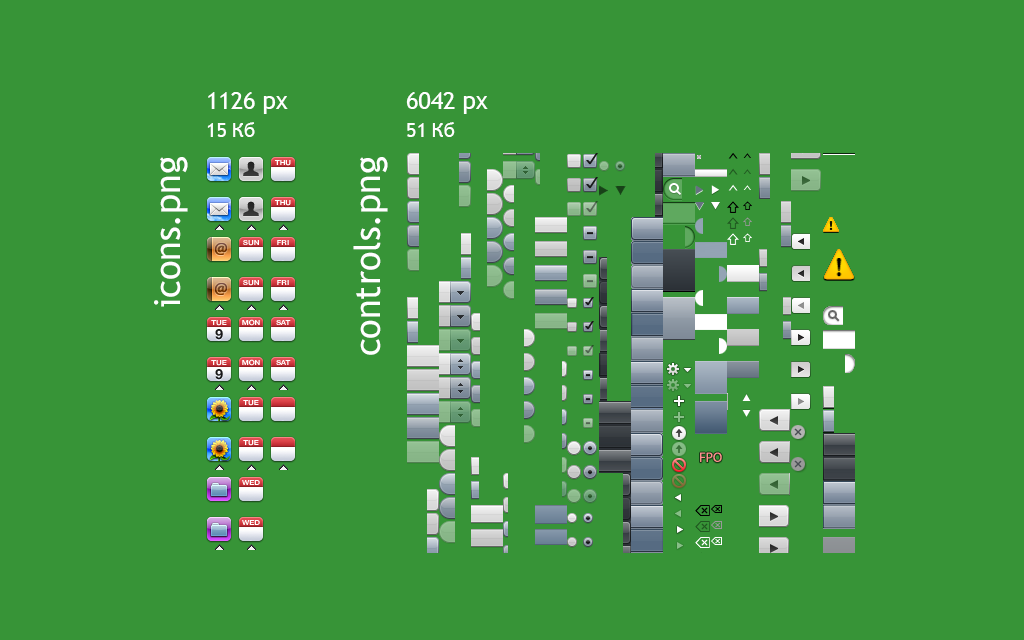 1126 px
15 Кб
icons.png
6042 px
51 Кб
controls.png
THU
THU
@ SUN FRI
@ SUN FRI
TUE 9 MON SAT
TUE 9 MON SAT
TUE
TUE
WED
WED
FPO